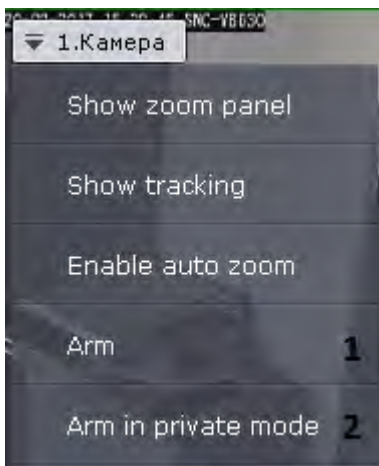 SNC-VB630
1.Камера
Show zoom panel
Show tracking
Enable auto zoom
Arm 1
Arm in private mode 2